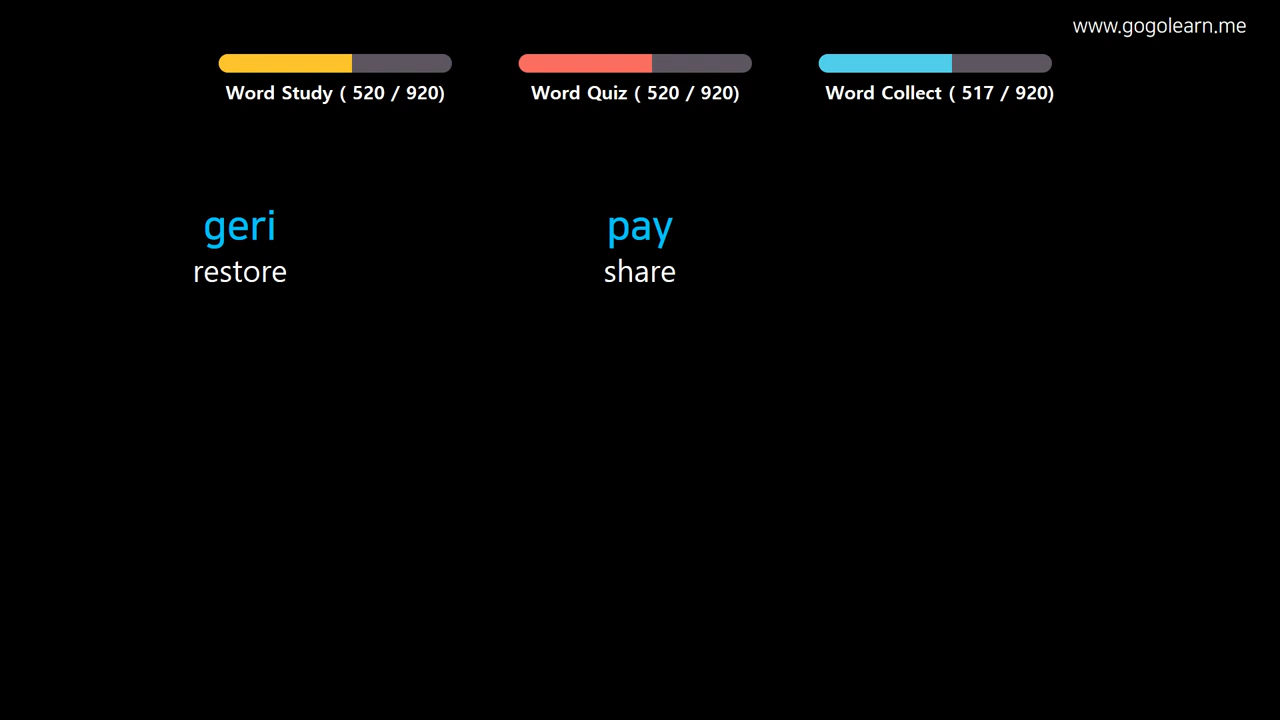 www.gogolearn.me
Word Study ( 520 / 920)
Word Quiz ( 520 / 920)
Word Collect ( 517 / 920)
geri
restore
pay
share